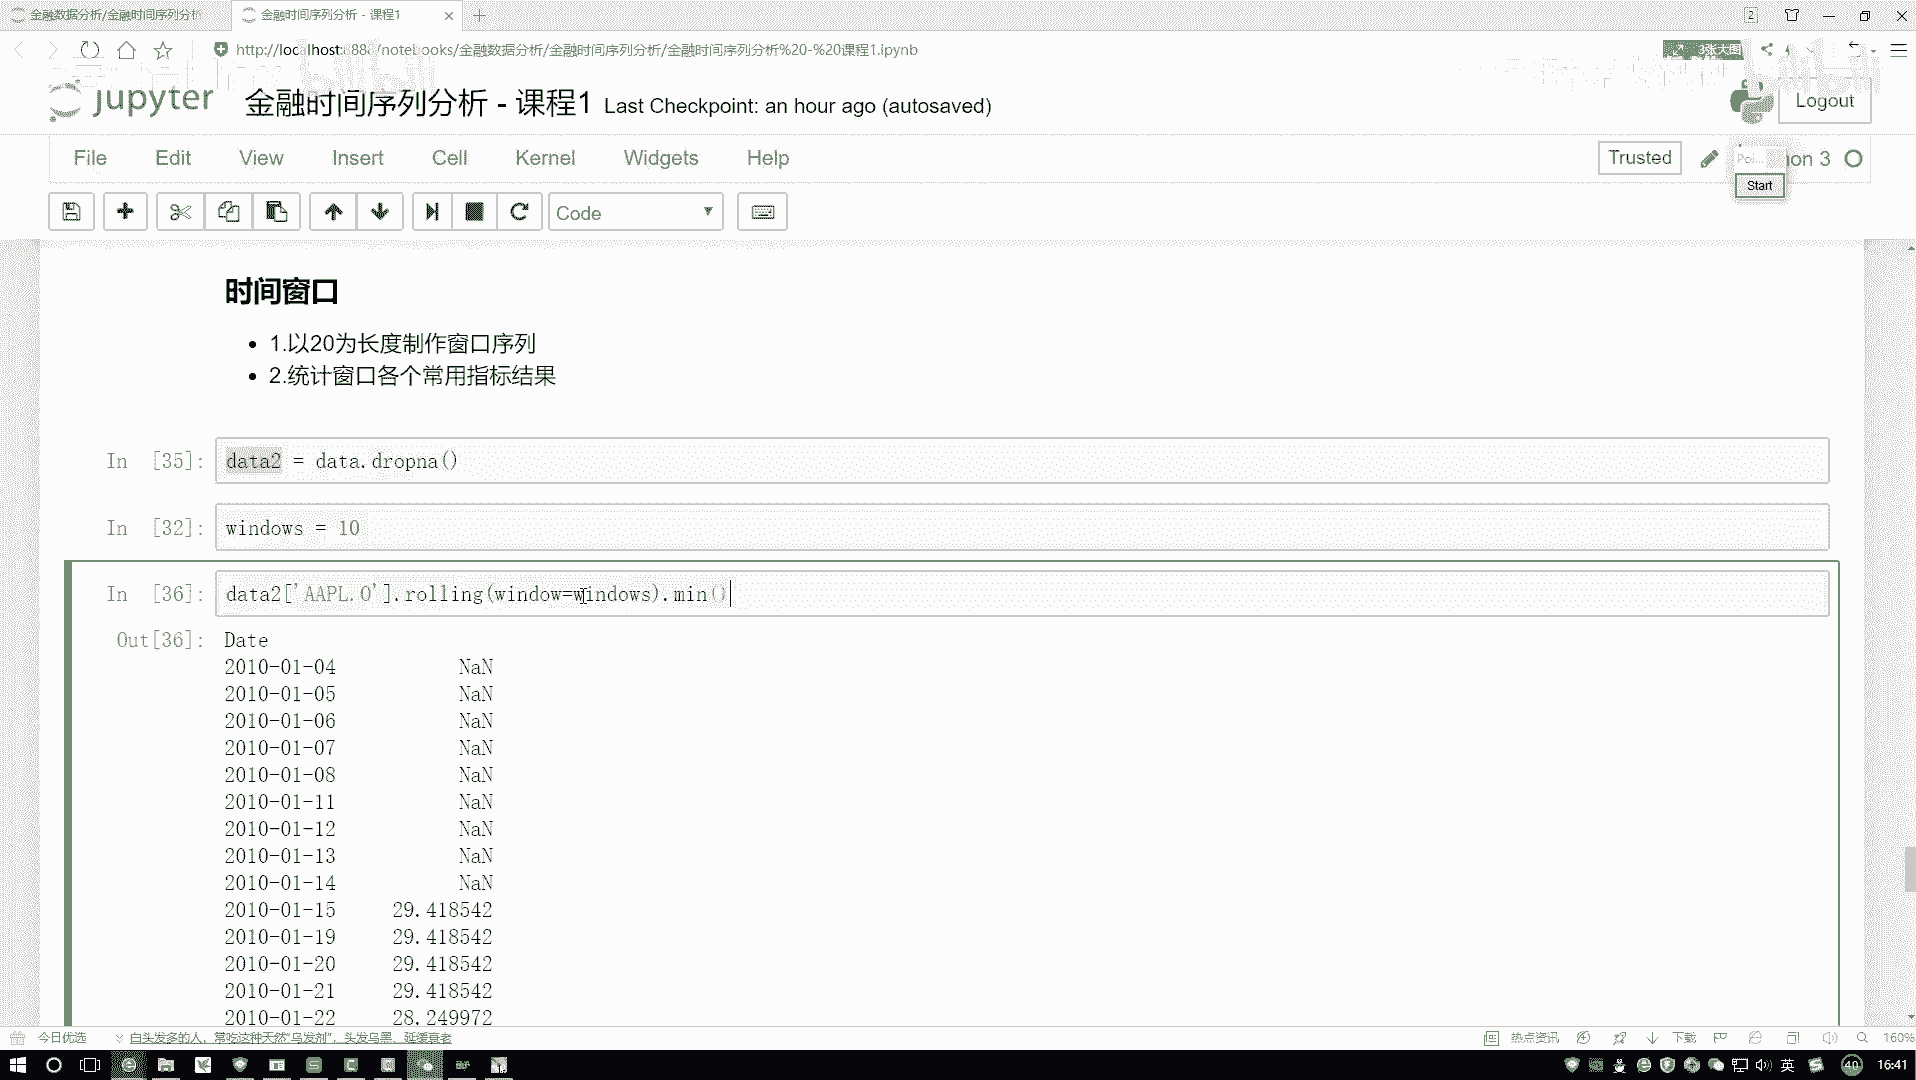 金融数据分析/金融时间序列分析
金融时间序列分析 - 课程1
2
http://localhost:888/notebooks/金融数据分析/金融时间序列分析/金融时间序列分析%20-%20课程1.ipynb
3张大图
jupyter
金融时间序列分析 - 课程1 Last Checkpoint: an hour ago (autosaved)
Logout
File Edit View Insert Cell Kernel Widgets Help
Trusted
Poi... on 3
Start
Code
时间窗口
1.以20为长度制作窗口序列
2.统计窗口各个常用指标结果
In [35]: data2 = data.dropna()
In [32]: windows = 10
In [36]: data2['AAPL.O'].rolling(window=windows).min()
Out[36]: Date
2010-01-04 NaN
2010-01-05 NaN
2010-01-06 NaN
2010-01-07 NaN
2010-01-08 NaN
2010-01-11 NaN
2010-01-12 NaN
2010-01-13 NaN
2010-01-14 NaN
2010-01-15 29.418542
2010-01-19 29.418542
2010-01-20 29.418542
2010-01-21 29.418542
2010-01-22 28.249972
今日优选 白头发多的人，常吃这种天然"乌发剂"，头发乌黑、延缓衰老
热点资讯 下载 160%
英 40 16:41